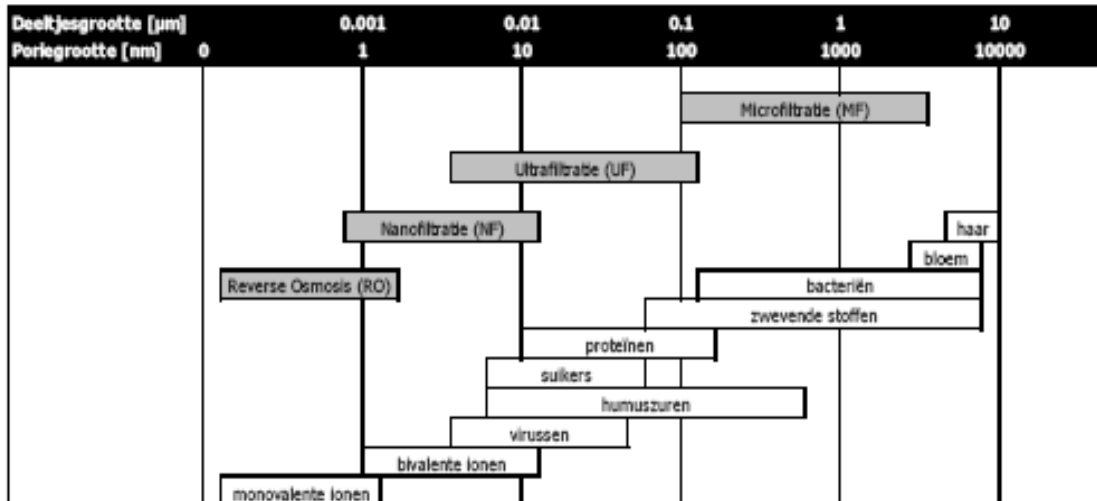 Deeltjesgrootte [µm] 0.001 0.01 0.1 1 10
Poriegrootte [nm] 0 1 10 100 1000 10000
Microfiltratie (MF)
Ultrafiltratie (UF)
Nanofiltratie (NF) haar
bloem
Reverse Osmosis (RO) bacteriën
zwevende stoffen
proteïnen
suikers
humuszuren
virussen
bivalente ionen
monovalente ionen